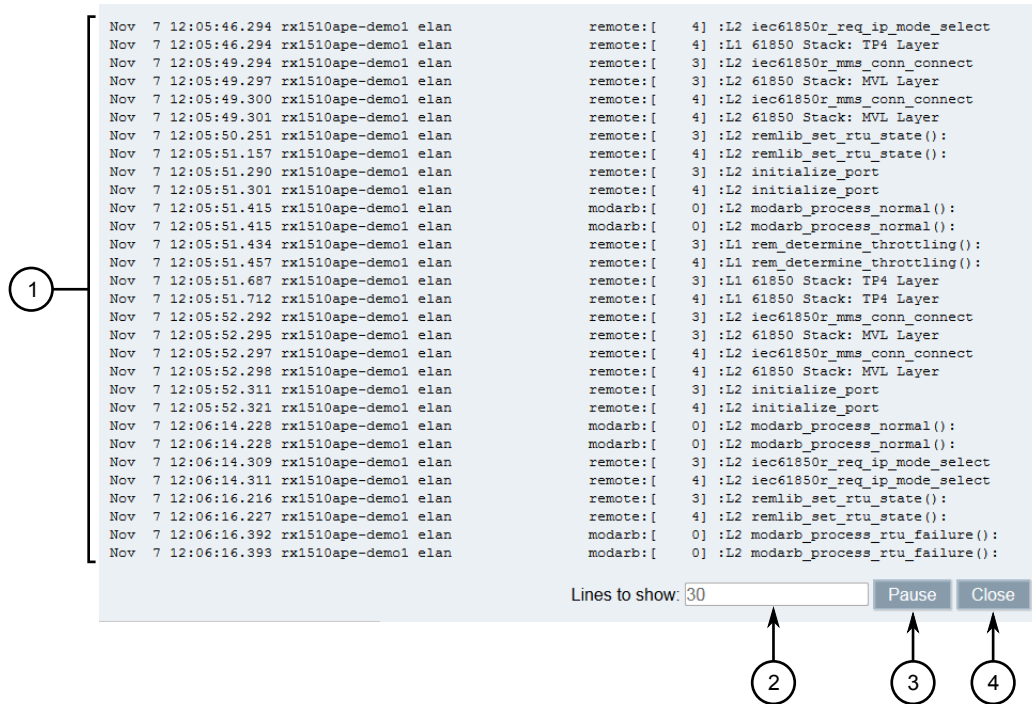 Nov  7 12:05:46.294 rx1510ape-demo1 elan                remote:[    4] :L2 iec61850r_req_ip_mode_select
Nov  7 12:05:46.294 rx1510ape-demo1 elan                remote:[    4] :L1 61850 Stack: TP4 Layer
Nov  7 12:05:49.294 rx1510ape-demo1 elan                remote:[    3] :L2 iec61850r_mms_conn_connect
Nov  7 12:05:49.297 rx1510ape-demo1 elan                remote:[    3] :L2 61850 Stack: MVL Layer
Nov  7 12:05:49.300 rx1510ape-demo1 elan                remote:[    4] :L2 iec61850r_mms_conn_connect
Nov  7 12:05:49.301 rx1510ape-demo1 elan                remote:[    4] :L2 61850 Stack: MVL Layer
Nov  7 12:05:50.251 rx1510ape-demo1 elan                remote:[    3] :L2 remlib_set_rtu_state():
Nov  7 12:05:51.157 rx1510ape-demo1 elan                remote:[    4] :L2 remlib_set_rtu_state():
Nov  7 12:05:51.290 rx1510ape-demo1 elan                remote:[    3] :L2 initialize_port
Nov  7 12:05:51.301 rx1510ape-demo1 elan                remote:[    4] :L2 initialize_port
Nov  7 12:05:51.415 rx1510ape-demo1 elan                modarb:[    0] :L2 modarb_process_normal():
Nov  7 12:05:51.415 rx1510ape-demo1 elan                modarb:[    0] :L2 modarb_process_normal():
Nov  7 12:05:51.434 rx1510ape-demo1 elan                remote:[    3] :L1 rem_determine_throttling():
Nov  7 12:05:51.457 rx1510ape-demo1 elan                remote:[    4] :L1 rem_determine_throttling():
Nov  7 12:05:51.687 rx1510ape-demo1 elan                remote:[    3] :L1 61850 Stack: TP4 Layer
Nov  7 12:05:51.712 rx1510ape-demo1 elan                remote:[    4] :L1 61850 Stack: TP4 Layer
Nov  7 12:05:52.292 rx1510ape-demo1 elan                remote:[    3] :L2 iec61850r_mms_conn_connect
Nov  7 12:05:52.295 rx1510ape-demo1 elan                remote:[    3] :L2 61850 Stack: MVL Layer
Nov  7 12:05:52.297 rx1510ape-demo1 elan                remote:[    4] :L2 iec61850r_mms_conn_connect
Nov  7 12:05:52.298 rx1510ape-demo1 elan                remote:[    4] :L2 61850 Stack: MVL Layer
Nov  7 12:05:52.311 rx1510ape-demo1 elan                remote:[    3] :L2 initialize_port
Nov  7 12:05:52.321 rx1510ape-demo1 elan                remote:[    4] :L2 initialize_port
Nov  7 12:06:14.228 rx1510ape-demo1 elan                modarb:[    0] :L2 modarb_process_normal():
Nov  7 12:06:14.228 rx1510ape-demo1 elan                modarb:[    0] :L2 modarb_process_normal():
Nov  7 12:06:14.309 rx1510ape-demo1 elan                remote:[    3] :L2 iec61850r_req_ip_mode_select
Nov  7 12:06:14.311 rx1510ape-demo1 elan                remote:[    4] :L2 iec61850r_req_ip_mode_select
Nov  7 12:06:16.216 rx1510ape-demo1 elan                remote:[    3] :L2 remlib_set_rtu_state():
Nov  7 12:06:16.227 rx1510ape-demo1 elan                remote:[    4] :L2 remlib_set_rtu_state():
Nov  7 12:06:16.392 rx1510ape-demo1 elan                modarb:[    0] :L2 modarb_process_rtu_failure():
Nov  7 12:06:16.393 rx1510ape-demo1 elan                modarb:[    0] :L2 modarb_process_rtu_failure():
1
Lines to show: 30 Pause Close
2 3 4